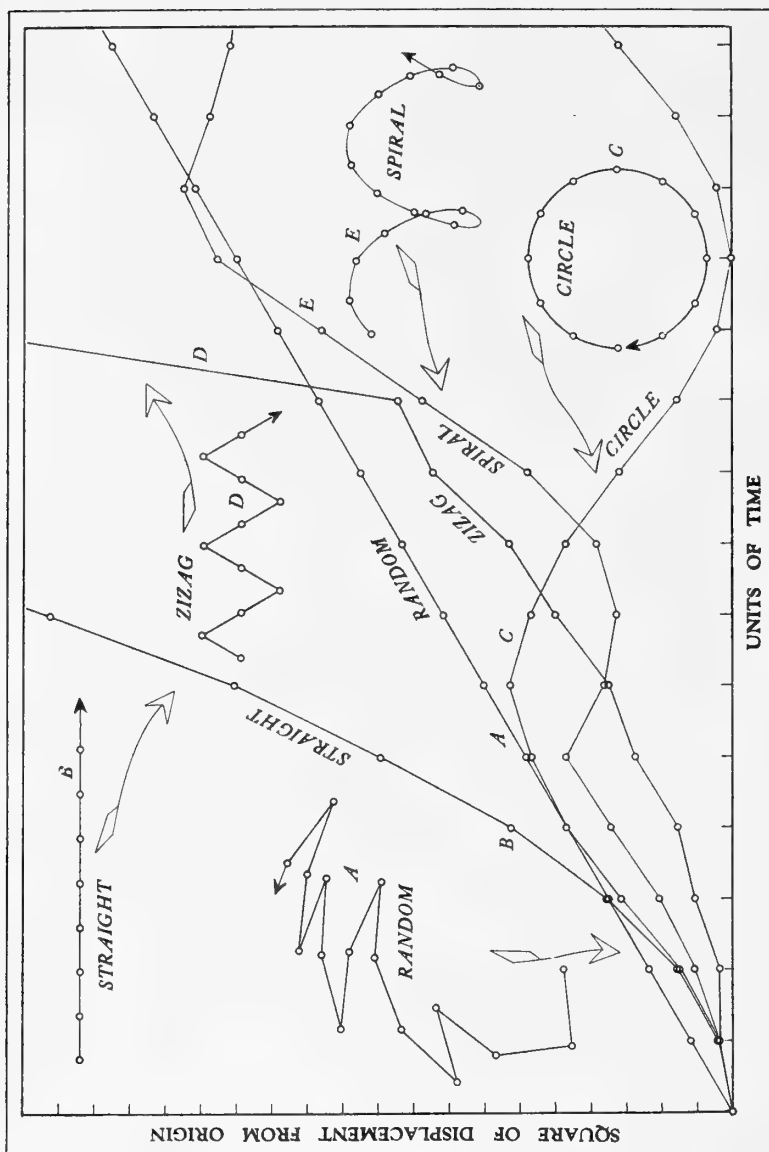 STRAIGHT
B
ZIZAG
D
D
E
SPIRAL
A
RANDOM
STRAIGHT
B
RANDOM
ZIZAG
SPIRAL
E
A
C
CIRCLE
CIRCLE
C
SQUARE OF DISPLACEMENT FROM ORIGIN
UNITS OF TIME